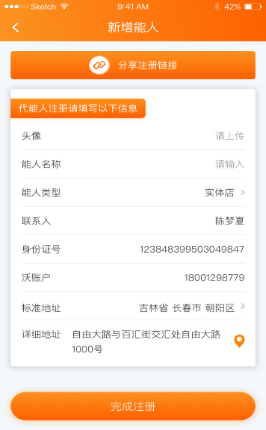 Sketch 9:41 AM 42%
新增能人
分享注册链接
代能人注册请填写以下信息
头像 请上传
能人名称 请输入
能人类型 实体店
联系人 陈梦夏
身份证号 123848399503049847
沃账户 18001298779
标准地址 吉林省 长春市 朝阳区
详细地址 自由大路与百汇街交汇处自由大路
1000号
完成注册